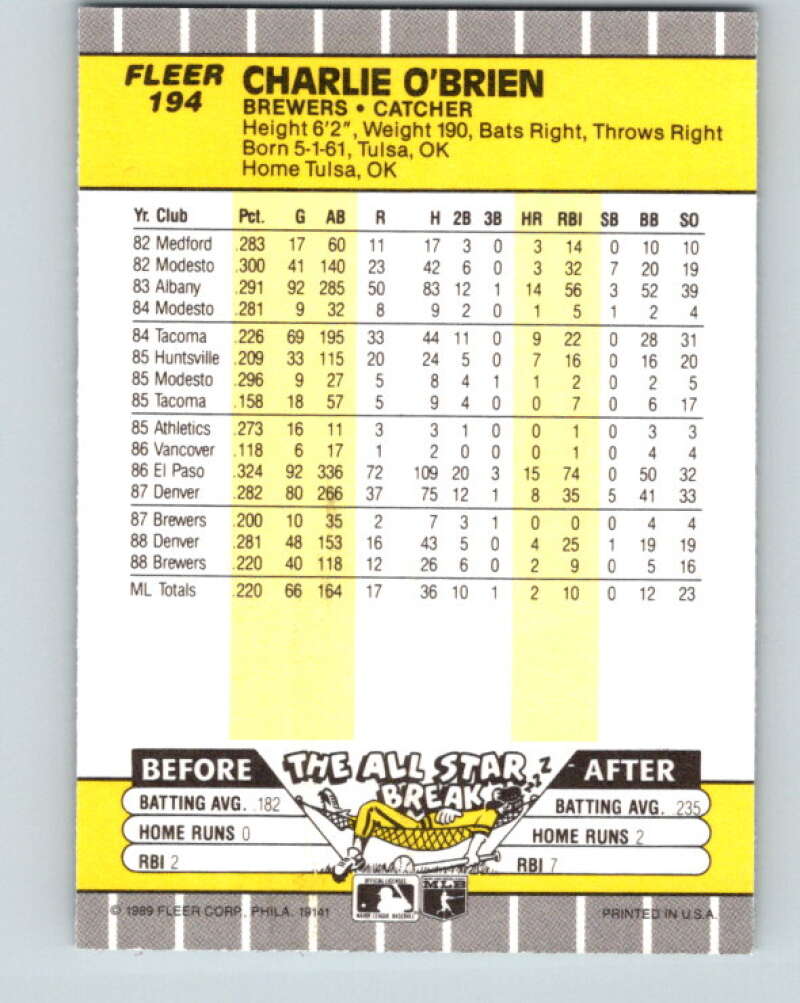 FLEER CHARLIE O'BRIEN
194 BREWERS • CATCHER
Height 6'2", Weight 190, Bats Right, Throws Right
Born 5-1-61, Tulsa, OK
Home Tulsa, OK
Yr. Club Pct. G AB R H 2B 3B HR RBI SB BB SO
82 Medford .283 17 60 11 17 3 0 3 14 0 10 10
82 Modesto .300 41 140 23 42 6 0 3 32 7 20 19
83 Albany .291 92 285 50 83 12 1 14 56 3 52 39
84 Modesto .281 9 32 8 9 2 0 1 5 1 2 4
84 Tacoma .226 69 195 33 44 11 0 9 22 0 28 31
85 Huntsville .209 33 115 20 24 5 0 7 16 0 16 20
85 Modesto .296 9 27 5 8 4 1 1 2 0 2 5
85 Tacoma .158 18 57 5 9 4 0 0 7 0 6 17
85 Athletics .273 16 11 3 3 1 0 0 1 0 3 3
86 Vancover .118 6 17 1 2 0 0 0 1 0 4 4
86 El Paso .324 92 336 72 109 20 3 15 74 0 50 32
87 Denver .282 80 266 37 75 12 1 8 35 5 41 33
87 Brewers .200 10 35 2 7 3 1 0 0 0 4 4
88 Denver .281 48 153 16 43 5 0 4 25 1 19 19
88 Brewers .220 40 118 12 26 6 0 2 9 0 5 16
ML Totals .220 66 164 17 36 10 1 2 10 0 12 23
BEFORE THE ALL STAR BREAK ZZZ AFTER
BATTING AVG. .182 BATTING AVG. .235
HOME RUNS 0 HOME RUNS 2
RBI 2 RBI 7
OFFICIAL LICENSEE
MAJOR LEAGUE BASEBALL
MLB
© 1989 FLEER CORP. PHILA. 19141 PRINTED IN U.S.A.